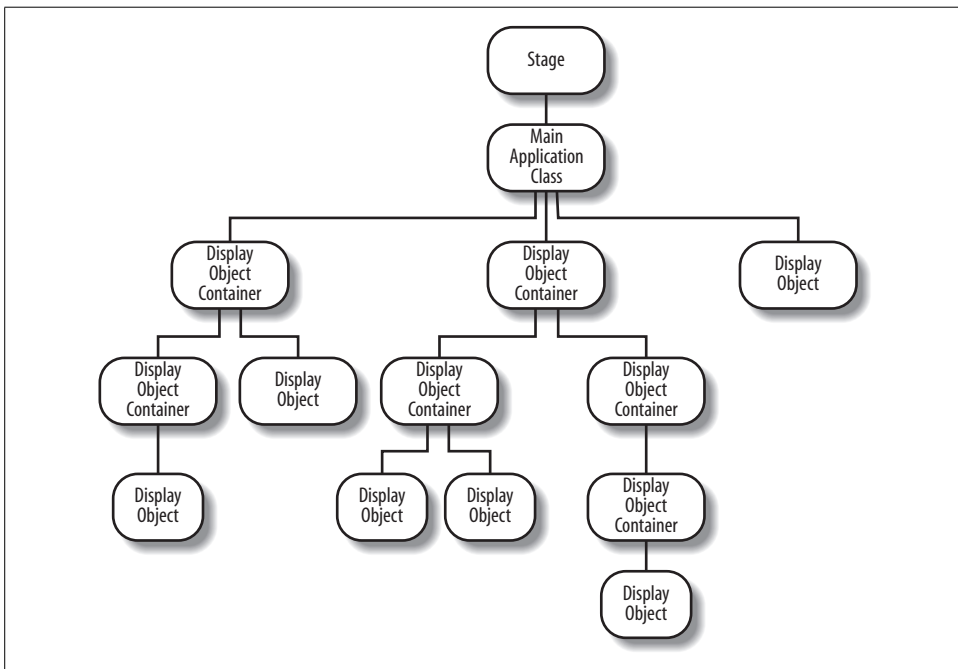 Stage
Main
Application
Class
Display
Object
Container
Display
Object
Container
Display
Object
Display
Object
Container
Display
Object
Display
Object
Container
Display
Object
Container
Display
Object
Display
Object
Display
Object
Display
Object
Container
Display
Object